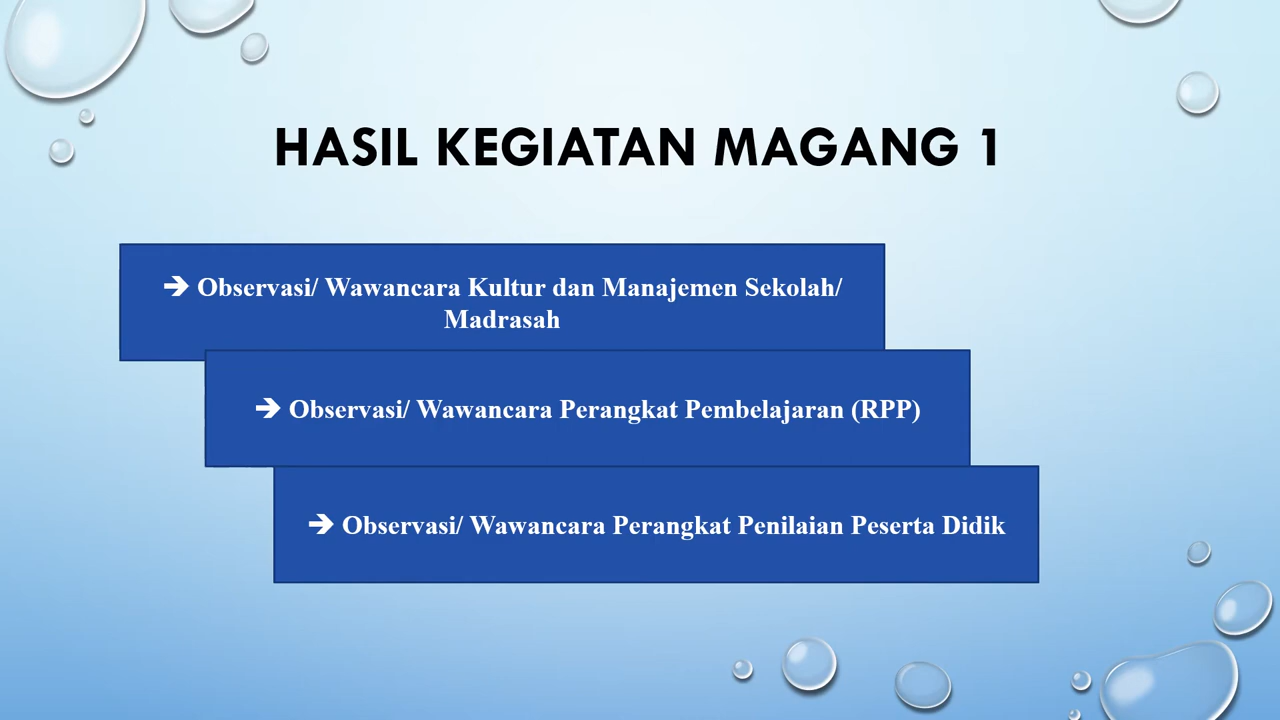 HASIL KEGIATAN MAGANG 1
➔ Observasi/ Wawancara Kultur dan Manajemen Sekolah/
Madrasah
➔ Observasi/ Wawancara Perangkat Pembelajaran (RPP)
➔ Observasi/ Wawancara Perangkat Penilaian Peserta Didik